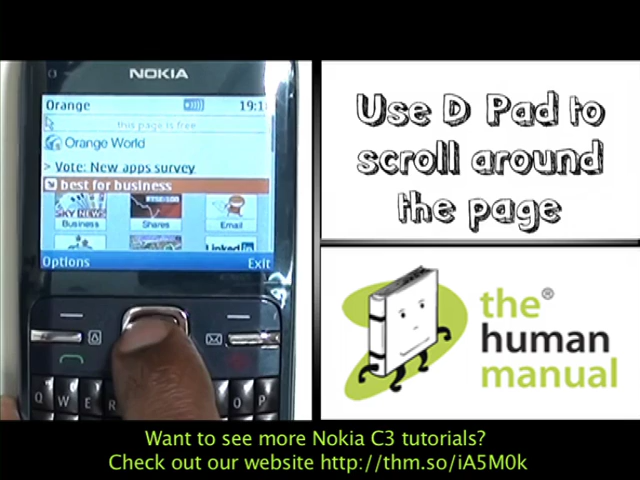 C3
NOKIA
Orange
19:1
this page is free
Orange World
> Vote: New apps survey
best for business
SKY NEWS
Business
Shares
Email
LinkedIn
Options
Exit
Q W E R
O P
Use D Pad to
scroll around
the page
the®
human
manual
Want to see more Nokia C3 tutorials?
Check out our website http://thm.so/iA5M0k